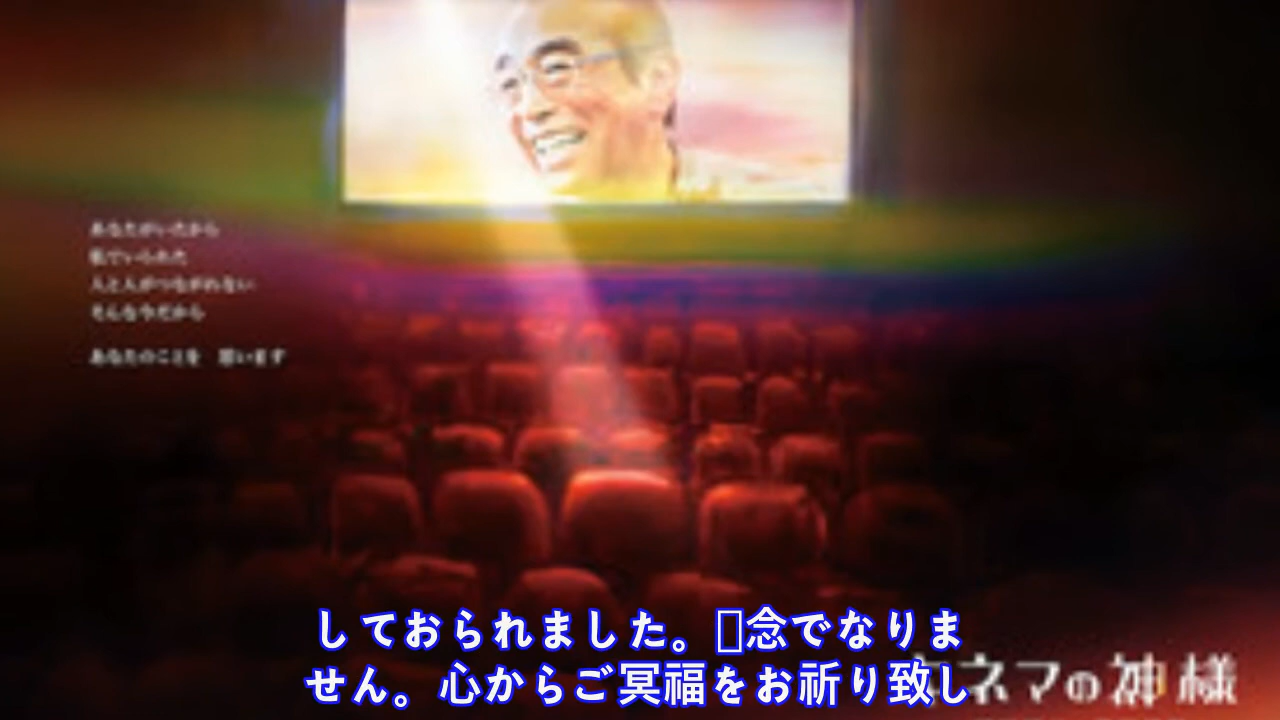 あなたがいたから
私でいられた
人と人がつながれない
そんな今だから
あなたのことを 思います
しておられました。▯念でなりま
せん。心からご冥福をお祈り致し
キネマの神様